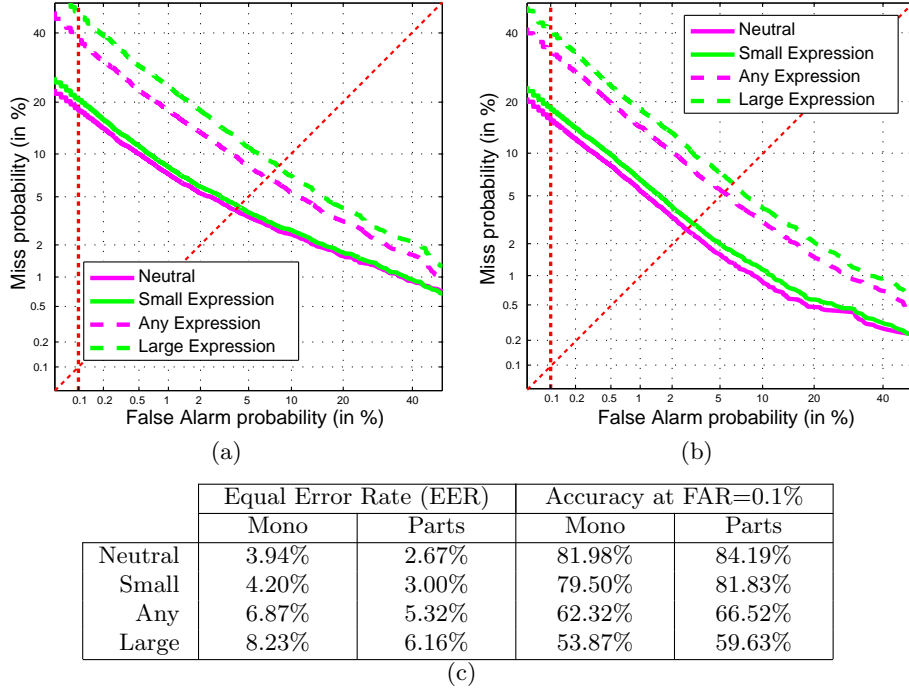 40
20
10
5
2
1
0.5
0.2
0.1
Miss probability (in %)
Neutral
Small Expression
Any Expression
Large Expression
0.1 0.2 0.5 1 2 5 10 20 40
False Alarm probability (in %)
(a)
40
20
10
5
2
1
0.5
0.2
0.1
Miss probability (in %)
Neutral
Small Expression
Any Expression
Large Expression
0.1 0.2 0.5 1 2 5 10 20 40
False Alarm probability (in %)
(b)
Equal Error Rate (EER) Accuracy at FAR=0.1%
Mono Parts Mono Parts
Neutral 3.94% 2.67% 81.98% 84.19%
Small 4.20% 3.00% 79.50% 81.83%
Any 6.87% 5.32% 62.32% 66.52%
Large 8.23% 6.16% 53.87% 59.63%
(c)